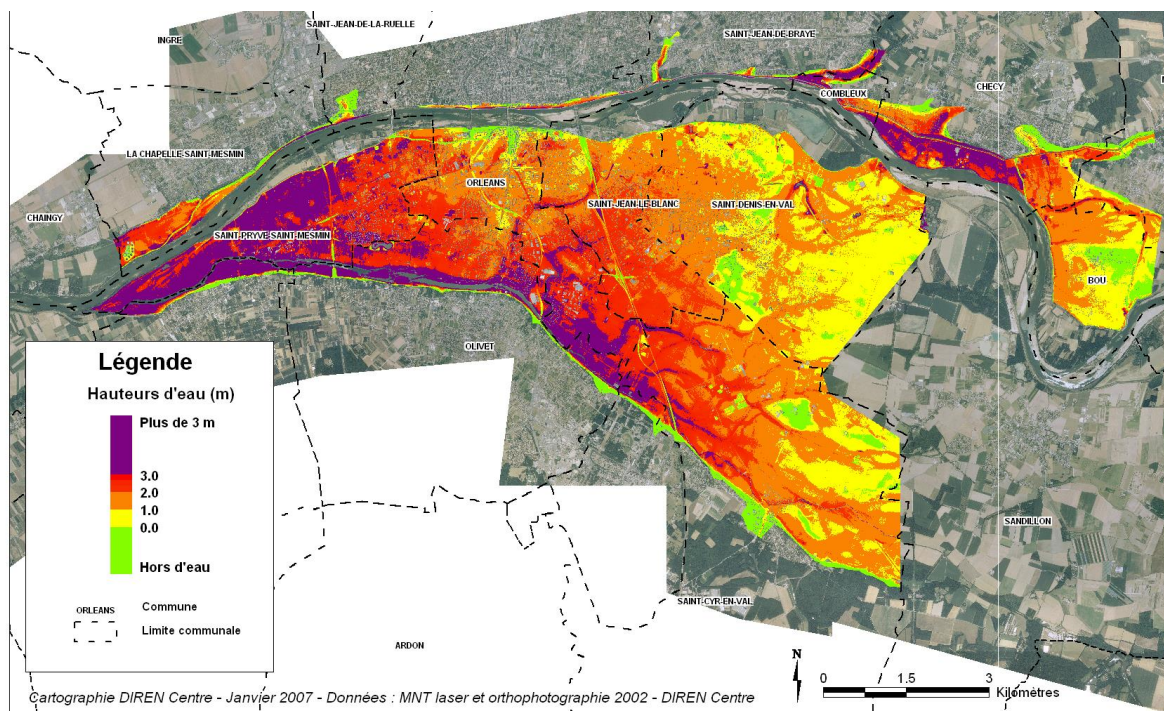 SAINT-JEAN-DE-LA-RUELLE
INGRE
SAINT-JEAN-DE-BRAYE
COMBLEUX
CHECY
LA CHAPELLE-SAINT-MESMIN
ORLEANS
SAINT-JEAN-LE-BLANC
SAINT-DENIS-EN-VAL
CHAINGY
SAINT-PRYVE-SAINT-MESMIN
BOU
OLIVET
Légende
Hauteurs d'eau (m)
Plus de 3 m
3.0
2.0
1.0
0.0
Hors d'eau
ORLEANS Commune
Limite communale
SANDILLON
SAINT-CYR-EN-VAL
ARDON
N
0 1.5 3
Kilomètres
Cartographie DIREN Centre - Janvier 2007 - Données : MNT laser et orthophotographie 2002 - DIREN Centre